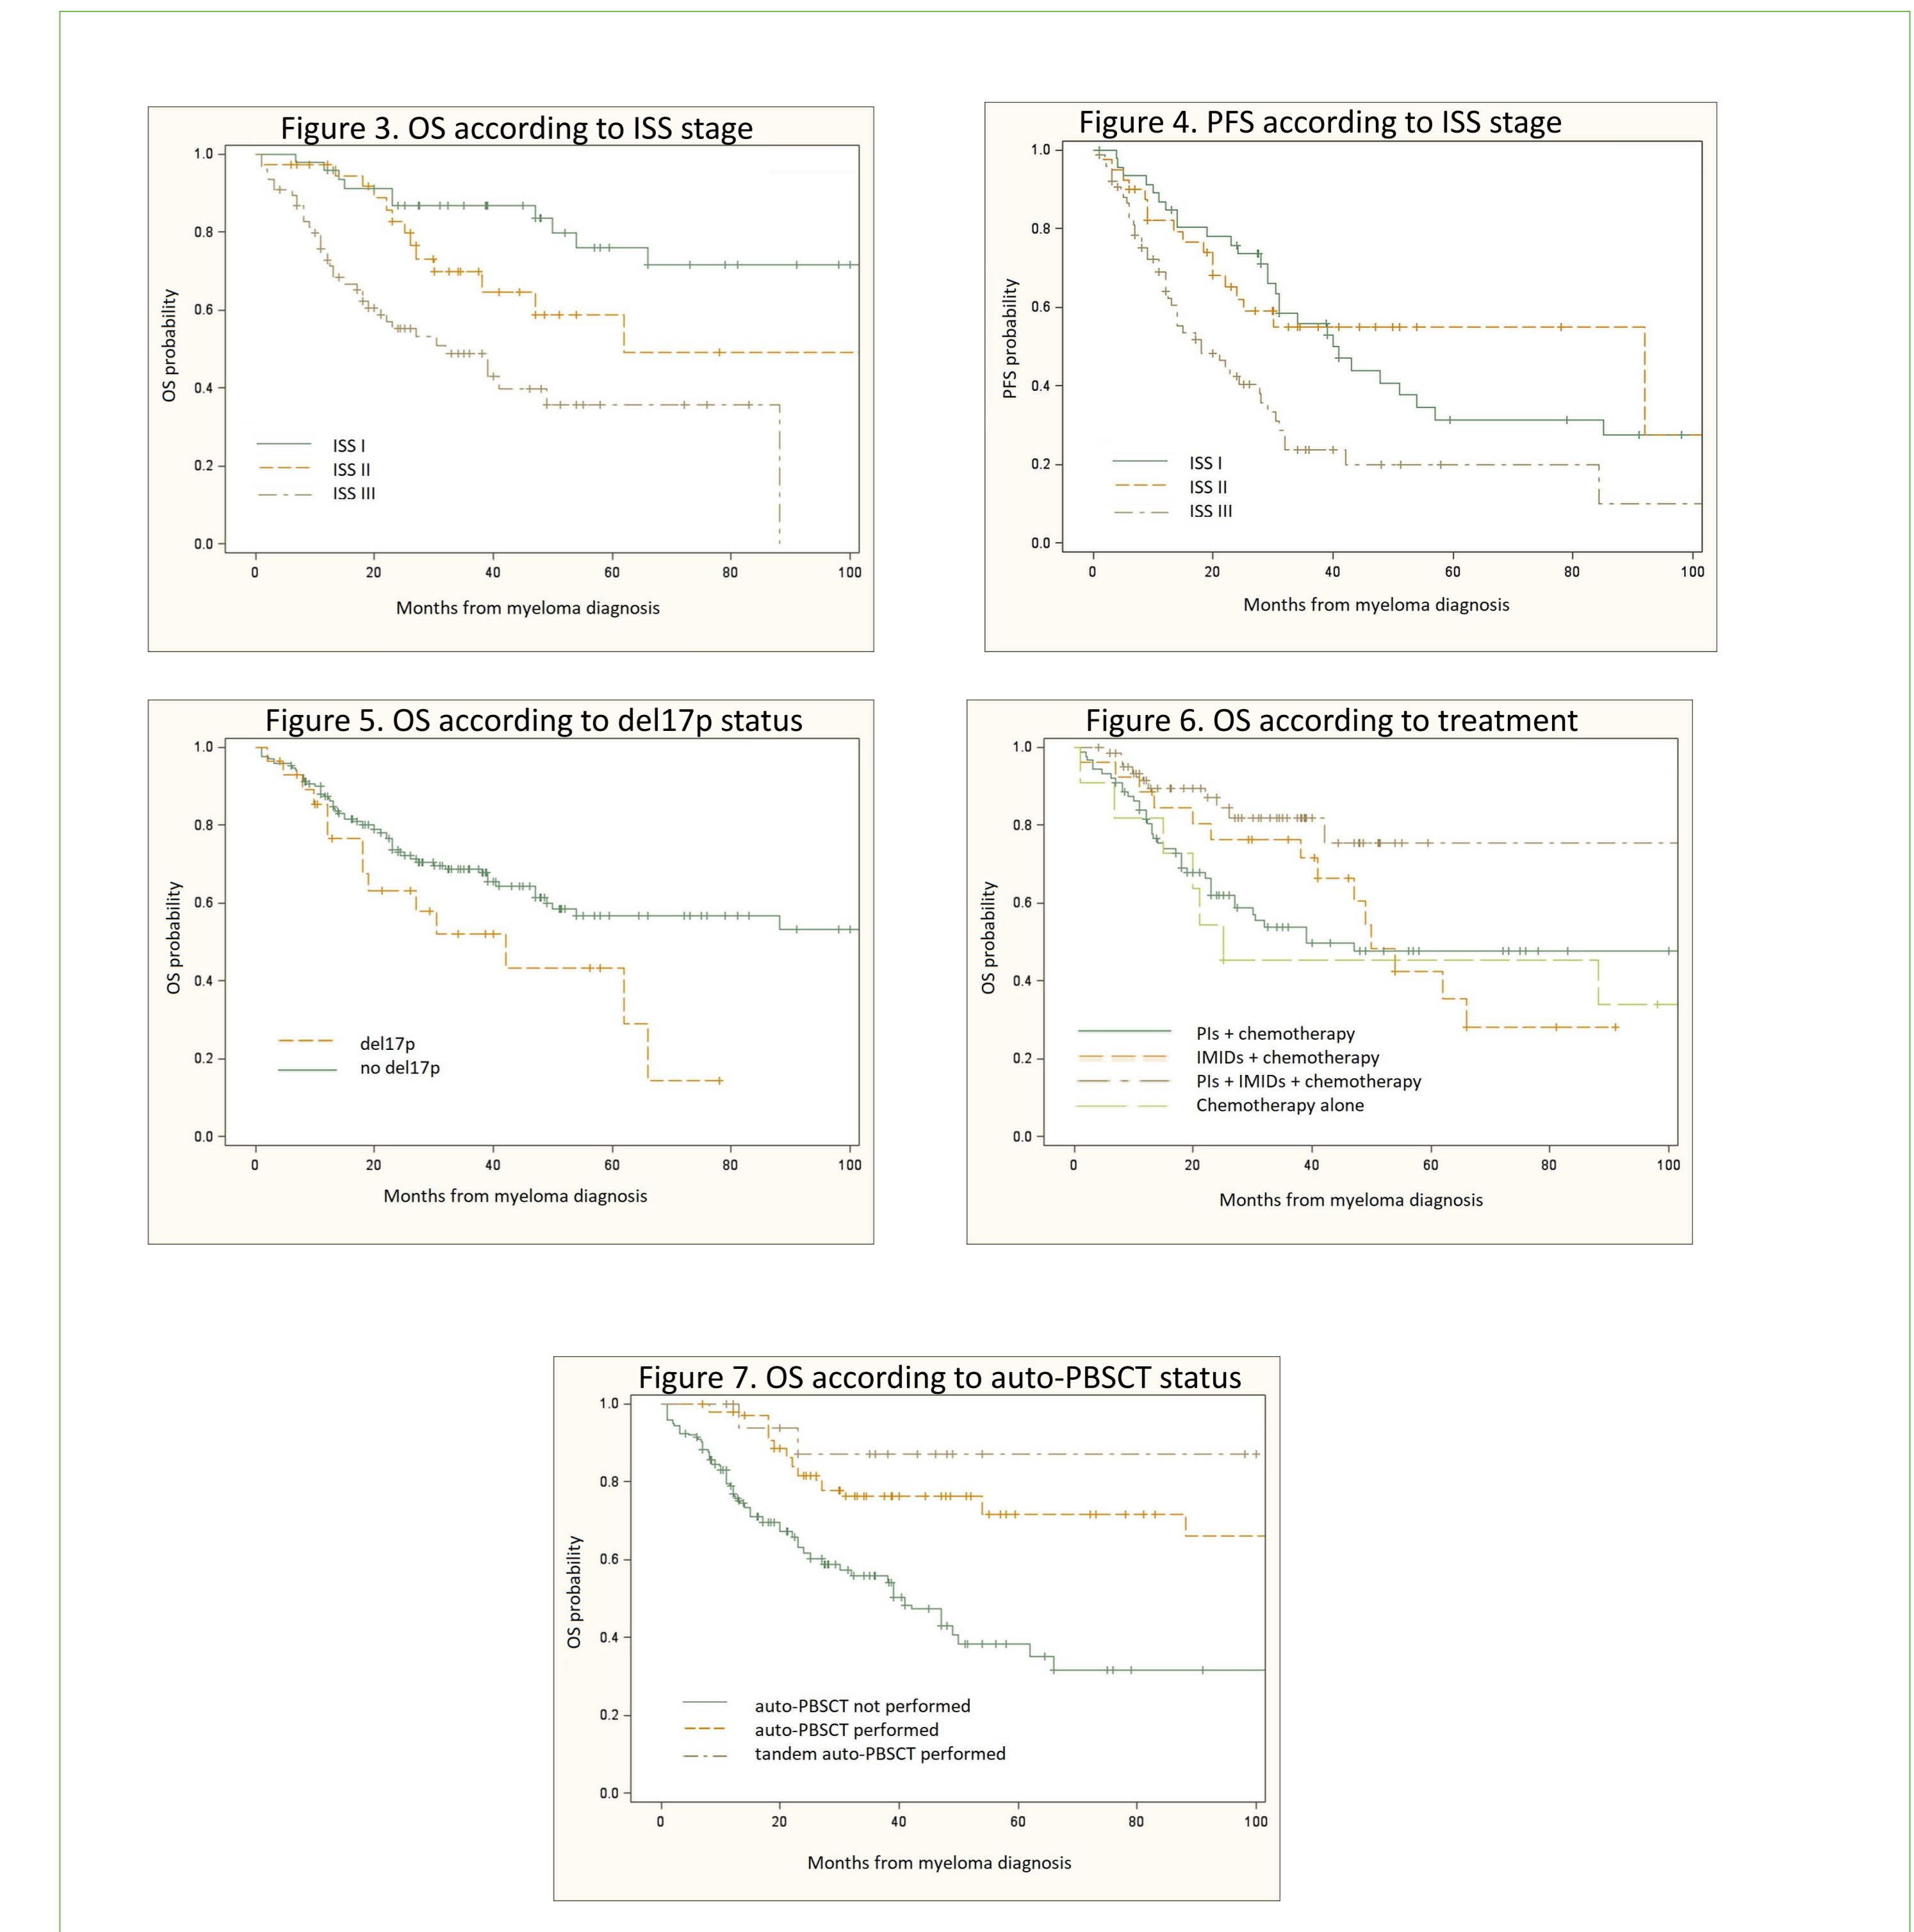 Figure 3. OS according to ISS stage
1.0
0.8
0.6
0.4
0.2
0.0
OS probability
ISS I
ISS II
ISS III
0 20 40 60 80 100
Months from myeloma diagnosis
Figure 4. PFS according to ISS stage
1.0
0.8
0.6
0.4
0.2
0.0
PFS probability
ISS I
ISS II
ISS III
0 20 40 60 80 100
Months from myeloma diagnosis
Figure 5. OS according to del17p status
1.0
0.8
0.6
0.4
0.2
0.0
OS probability
del17p
no del17p
0 20 40 60 80 100
Months from myeloma diagnosis
Figure 6. OS according to treatment
1.0
0.8
0.6
0.4
0.2
0.0
OS probability
PIs + chemotherapy
IMIDs + chemotherapy
PIs + IMIDs + chemotherapy
Chemotherapy alone
0 20 40 60 80 100
Months from myeloma diagnosis
Figure 7. OS according to auto-PBSCT status
1.0
0.8
0.6
0.4
0.2
0.0
OS probability
auto-PBSCT not performed
auto-PBSCT performed
tandem auto-PBSCT performed
0 20 40 60 80 100
Months from myeloma diagnosis